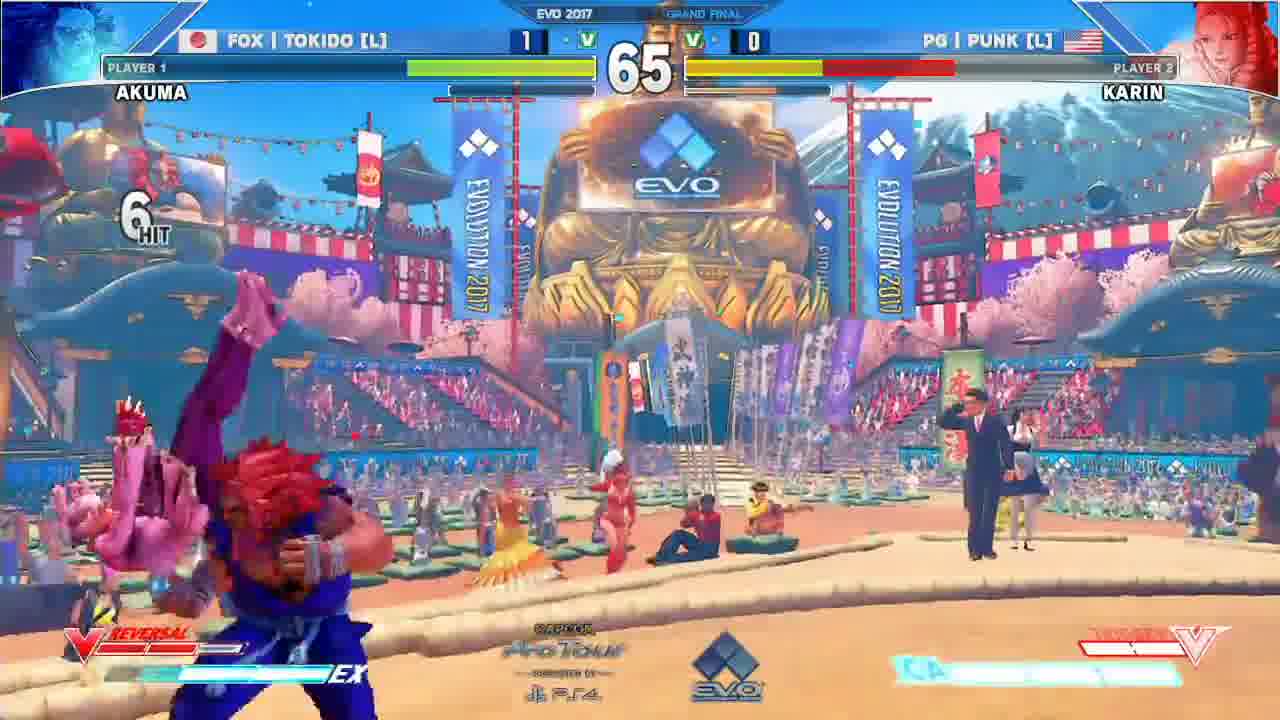 EVO 2017
GRAND FINAL
FOX | TOKIDO [L]
1
V
65
V
0
PG | PUNK [L]
PLAYER 1
PLAYER 2
AKUMA
KARIN
EVO
EVOLUTION 2017
EVOLUTION 2017
6
HIT
REVERSAL
V
EX
CAPCOM
Pro Tour
PS4
EVO
V
CA